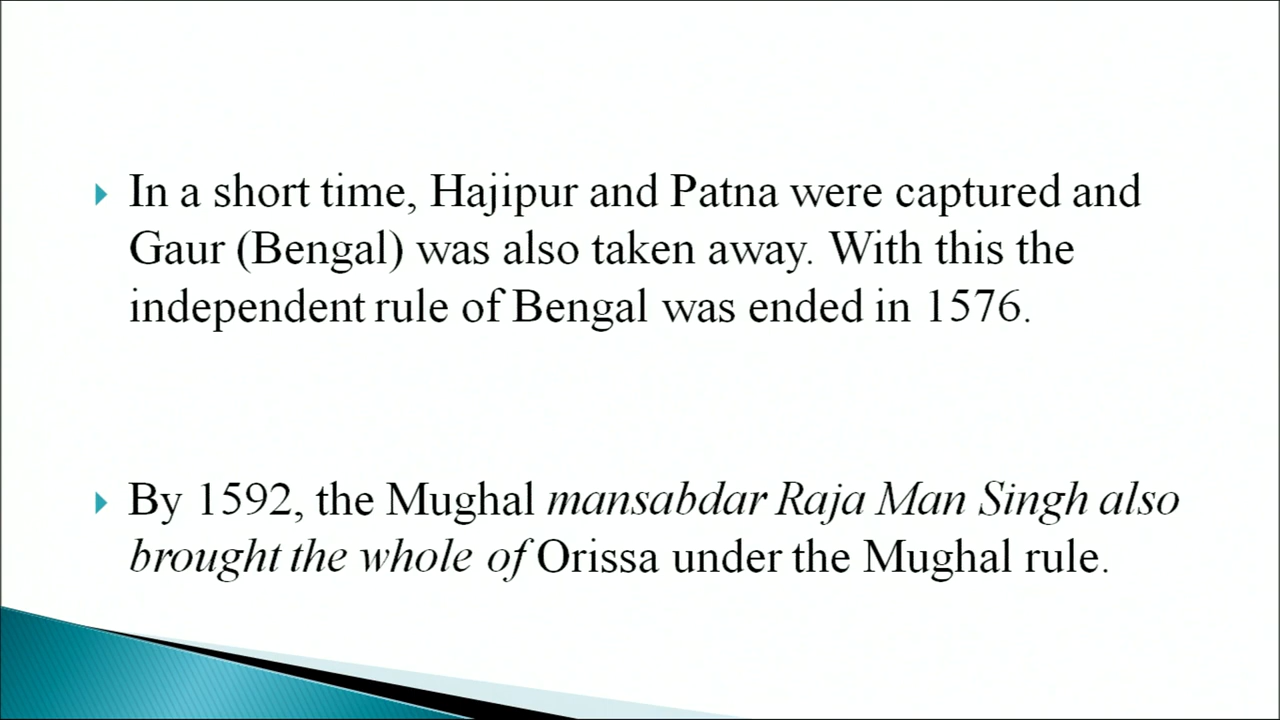 In a short time, Hajipur and Patna were captured and
Gaur (Bengal) was also taken away. With this the
independent rule of Bengal was ended in 1576.
By 1592, the Mughal mansabdar Raja Man Singh also
brought the whole of Orissa under the Mughal rule.